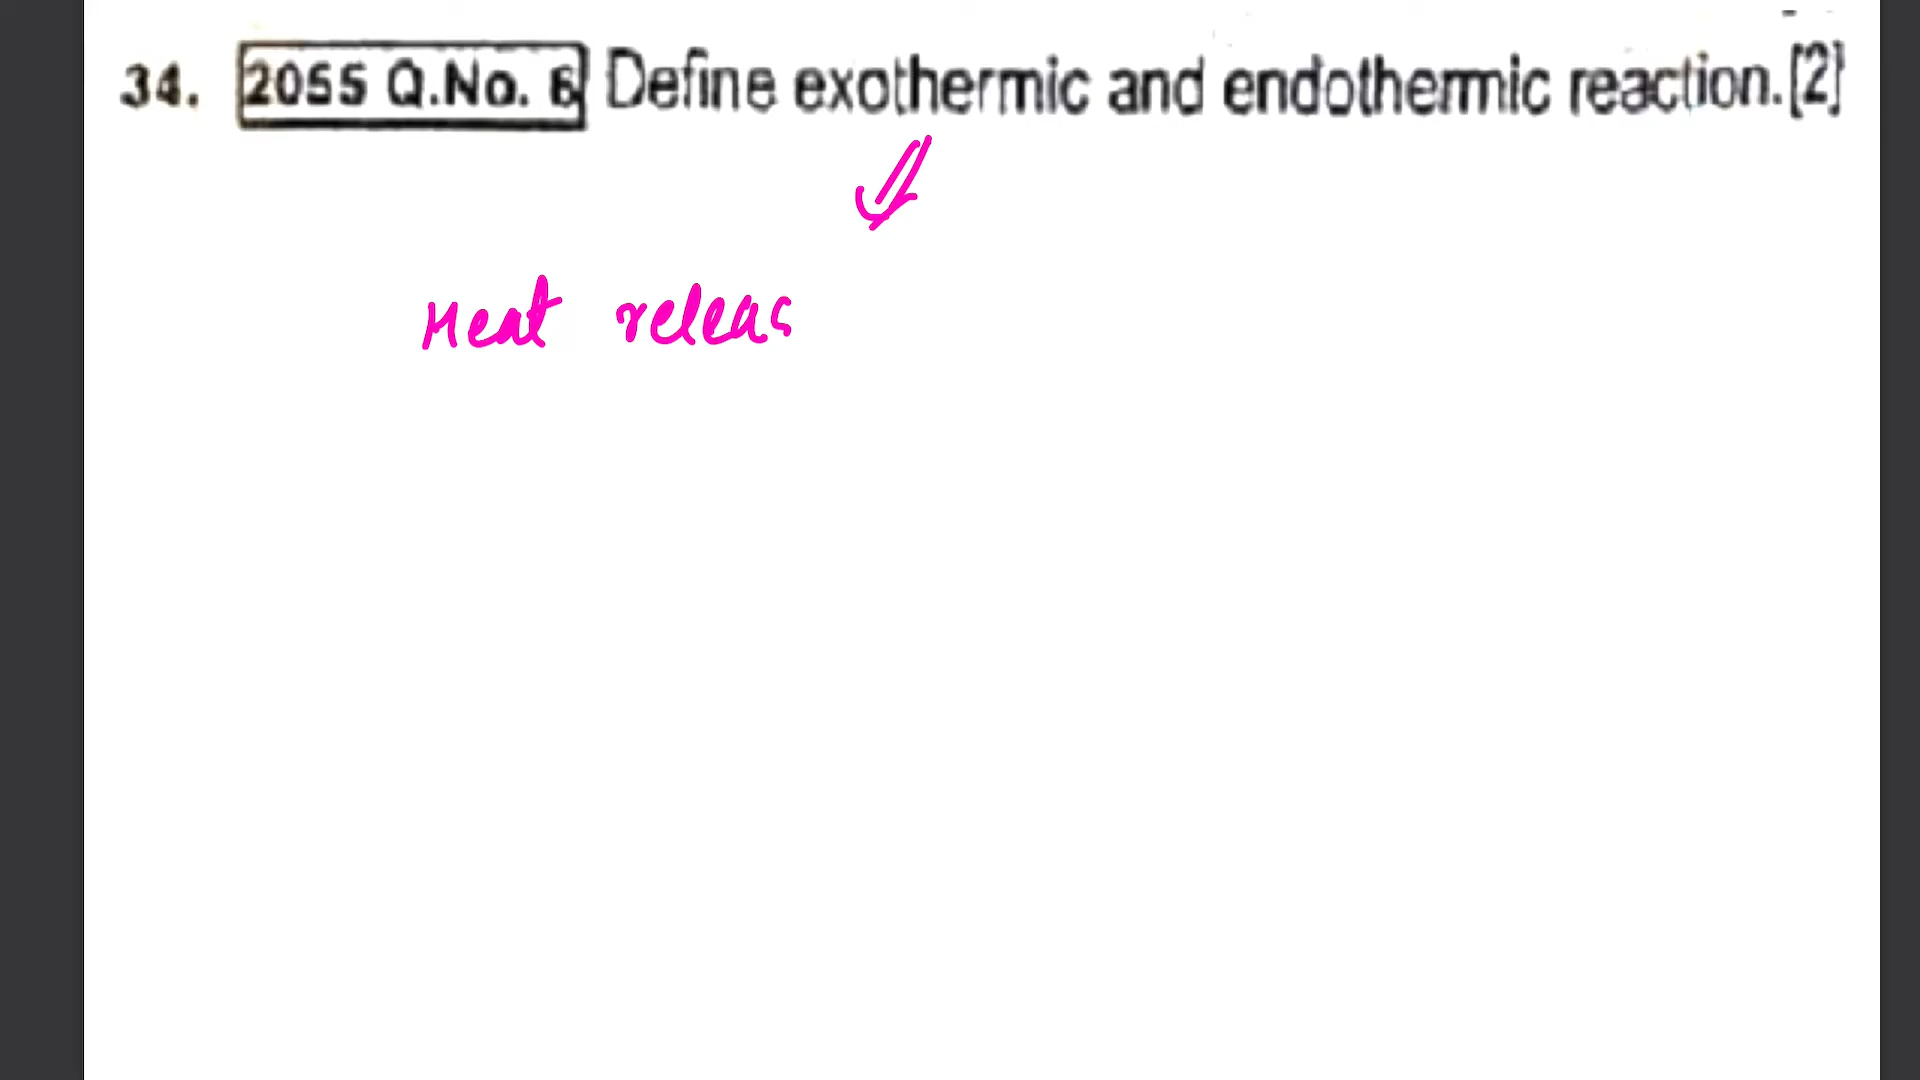 34. 2055 Q.No. 6 Define exothermic and endothermic reaction.[2]
Heat releas